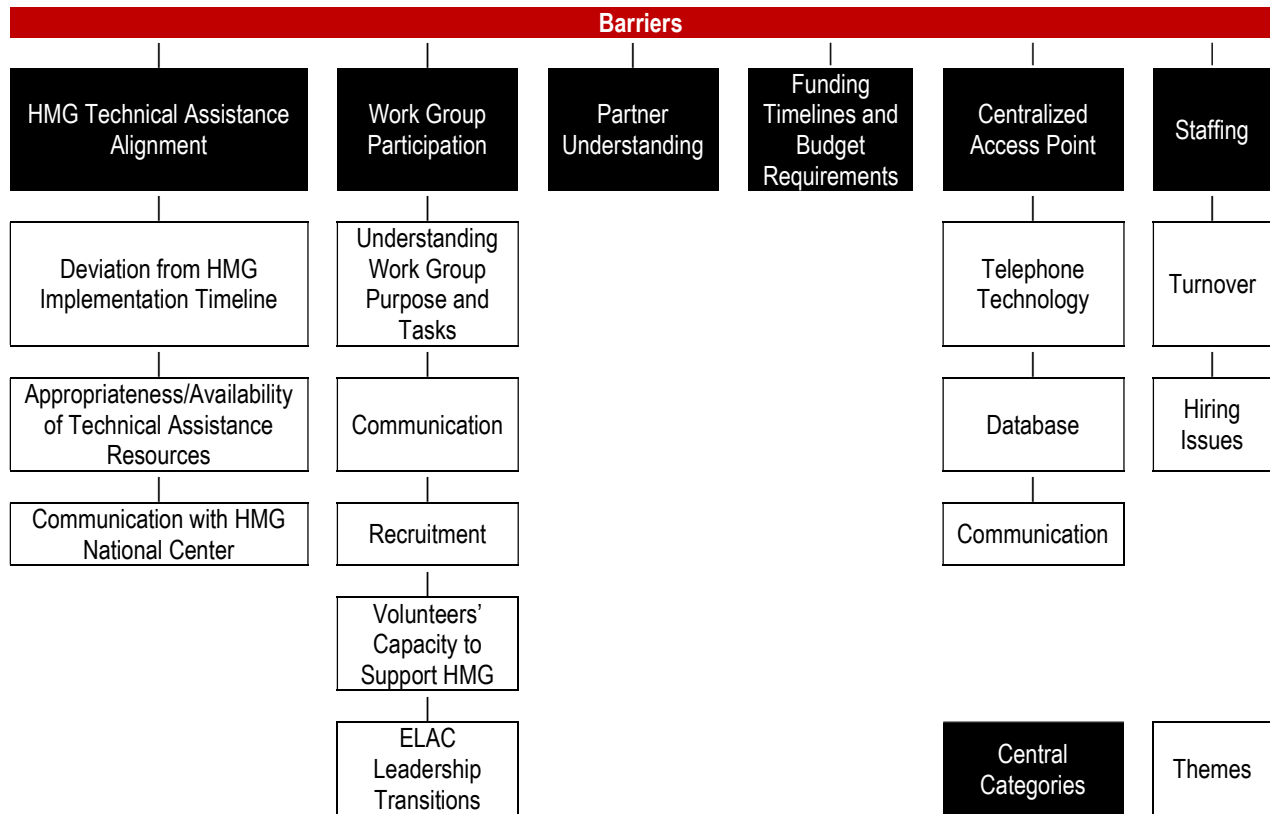 Barriers
HMG Technical Assistance
Alignment
Work Group
Participation
Partner
Understanding
Funding
Timelines and
Budget
Requirements
Centralized
Access Point
Staffing
Deviation from HMG
Implementation Timeline
Understanding
Work Group
Purpose and
Tasks
Telephone
Technology
Turnover
Appropriateness/Availability
of Technical Assistance
Resources
Communication
Database
Hiring
Issues
Communication with HMG
National Center
Recruitment
Communication
Volunteers’
Capacity to
Support HMG
ELAC
Leadership
Transitions
Central
Categories
Themes